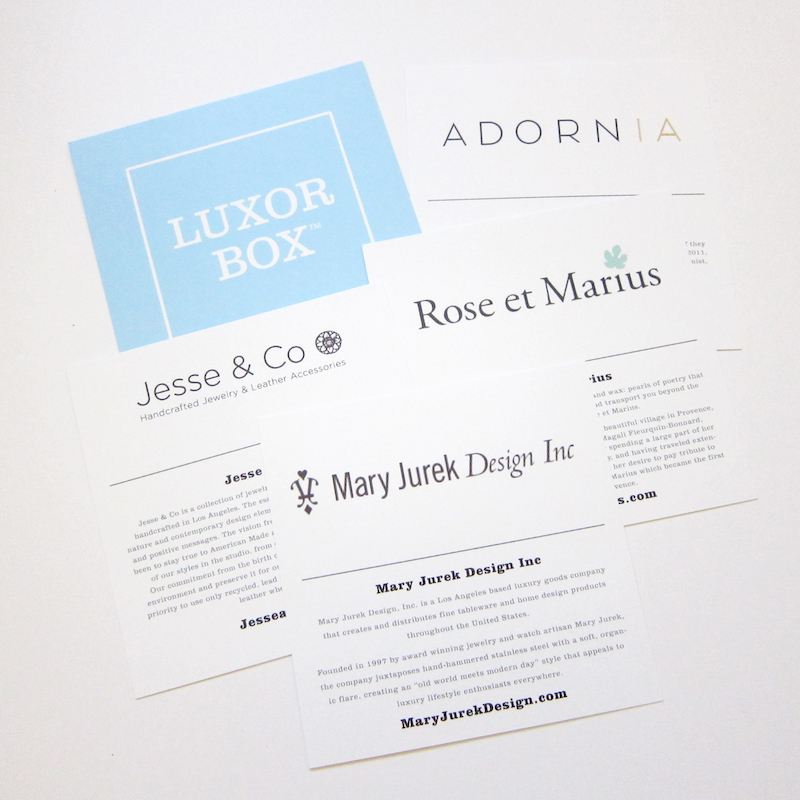 LUXOR
BOX™
ADORNIA
they
2011,
nist,
Rose et Marius
rius
and wax: pearls of poetry that
nd transport you beyond the
et Marius.
beautiful village in Provence,
Magali Fleurquin-Bonnard,
spending a large part of her
y, and having traveled exten-
her desire to pay tribute to
darius which became the first
vence.
s.com
Jesse & Co
Handcrafted Jewelry & Leather Accessories
Jesse
Jesse & Co is a collection of jewelr
handcrafted in Los Angeles. The es
nature and contemporary design elem
and positive messages. The vision fr
been to stay true to American Made
of our styles in the studio, from
Our commitment from the birth
environment and preserve it for ou
priority to use only recycled, lead
leather wh
Jessea
Mary Jurek Design Inc
Mary Jurek Design Inc
Mary Jurek Design, Inc. is a Los Angeles based luxury goods company
that creates and distributes fine tableware and home design products
throughout the United States.
Founded in 1997 by award winning jewelry and watch artisan Mary Jurek,
the company juxtaposes hand-hammered stainless steel with a soft, organ-
ic flare, creating an "old world meets modern day" style that appeals to
luxury lifestyle enthusiasts everywhere.
MaryJurekDesign.com